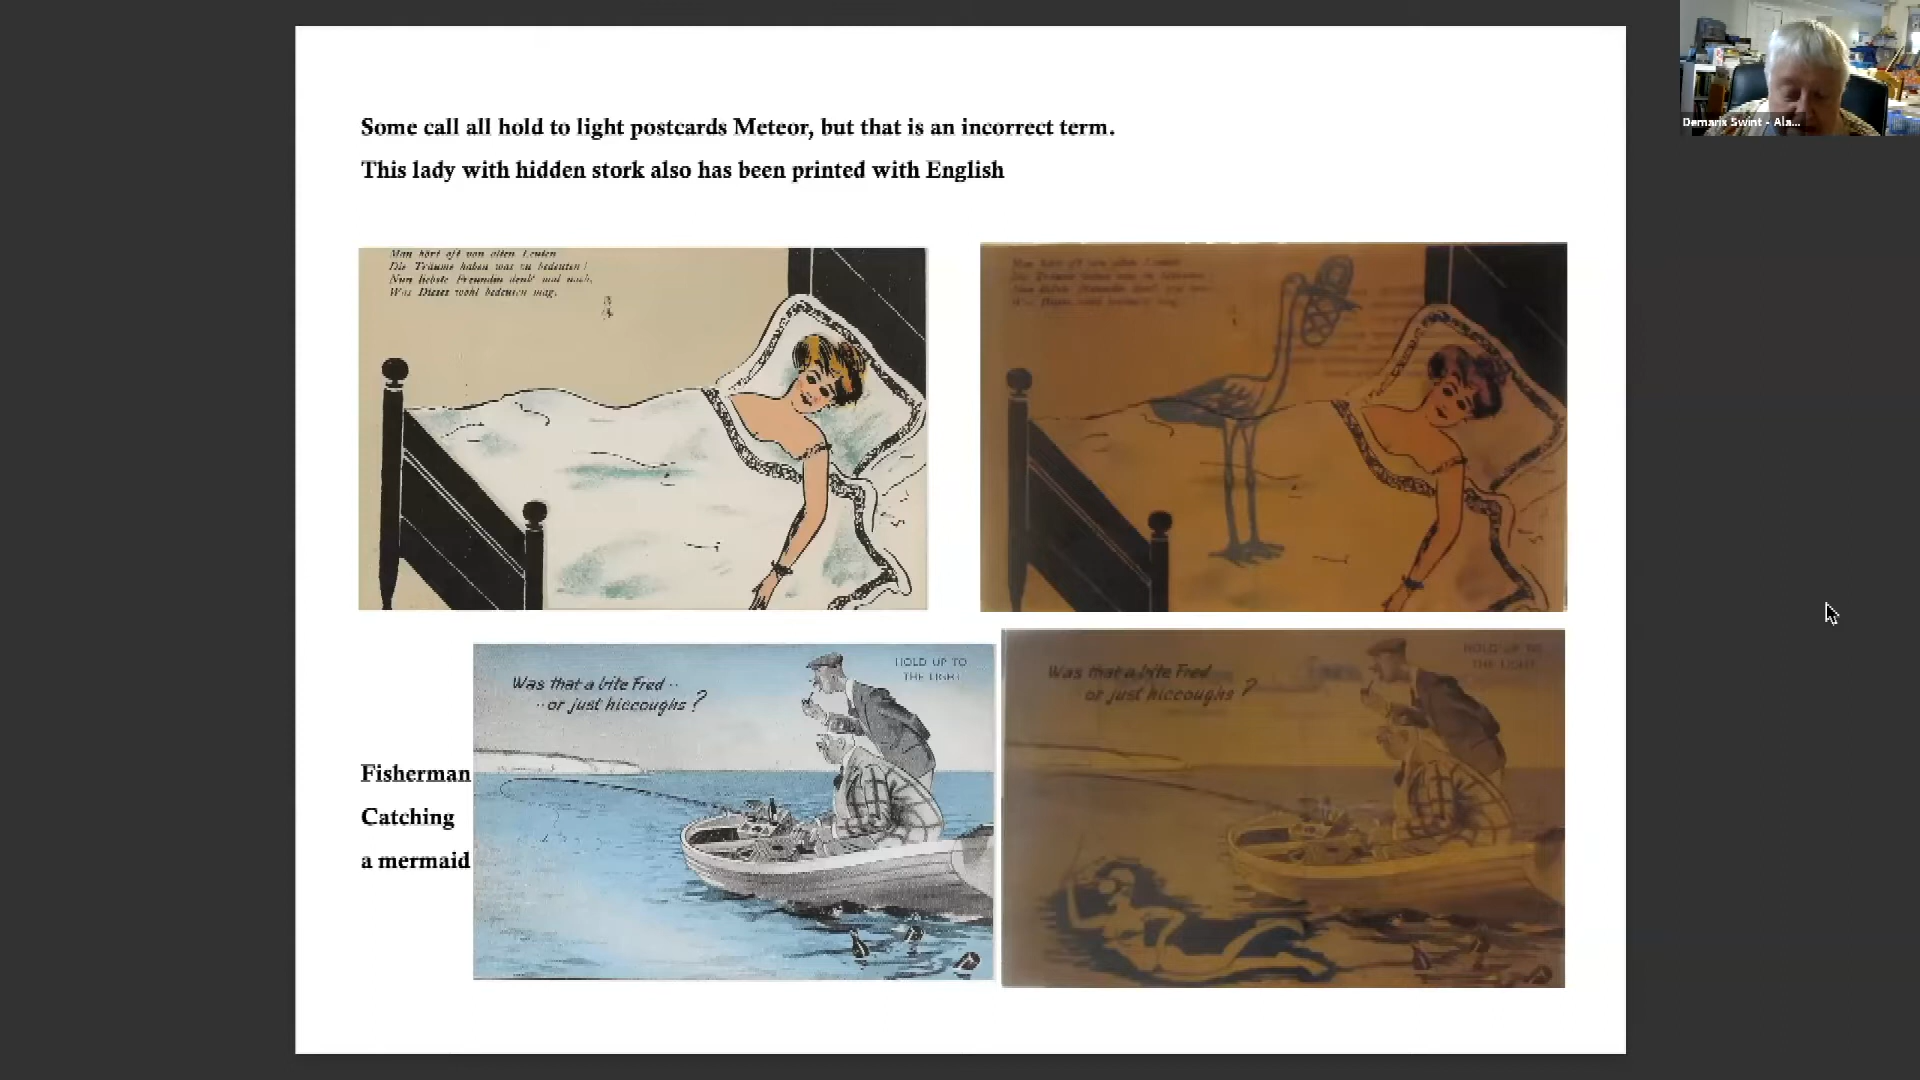 Some call all hold to light postcards Meteor, but that is an incorrect term.
This lady with hidden stork also has been printed with English
Man hört oft von alten Leuten
Die Träume haben was zu bedeuten!
Nun liebste Freundin denk' mal nach,
Was Dieses wohl bedeuten mag.
Fisherman
Catching
a mermaid
Was that a bite Fred ··
·· or just hiccoughs ?
HOLD UP TO
THE LIGHT
Was that a bite Fred
or just hiccoughs ?
HOLD UP TO
THE LIGHT
Demaris Swint - Ala...